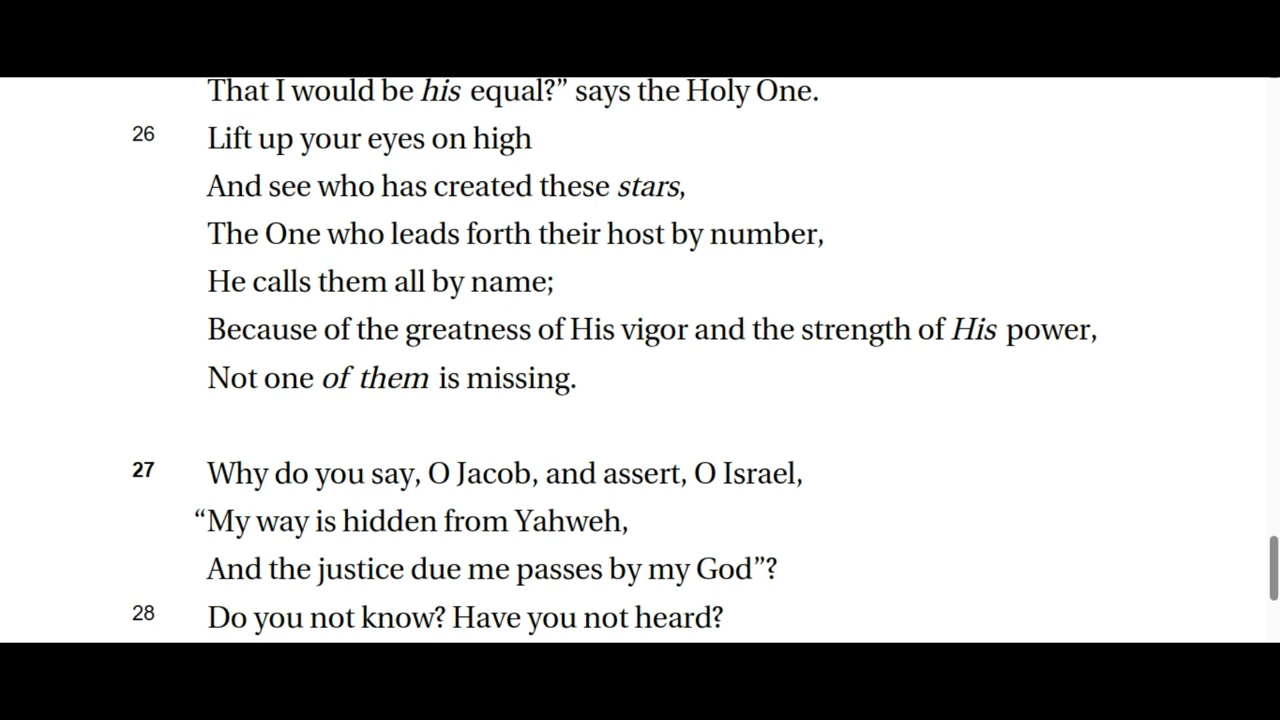 That I would be his equal?” says the Holy One.
26 Lift up your eyes on high
And see who has created these stars,
The One who leads forth their host by number,
He calls them all by name;
Because of the greatness of His vigor and the strength of His power,
Not one of them is missing.
27 Why do you say, O Jacob, and assert, O Israel,
“My way is hidden from Yahweh,
And the justice due me passes by my God”?
28 Do you not know? Have you not heard?